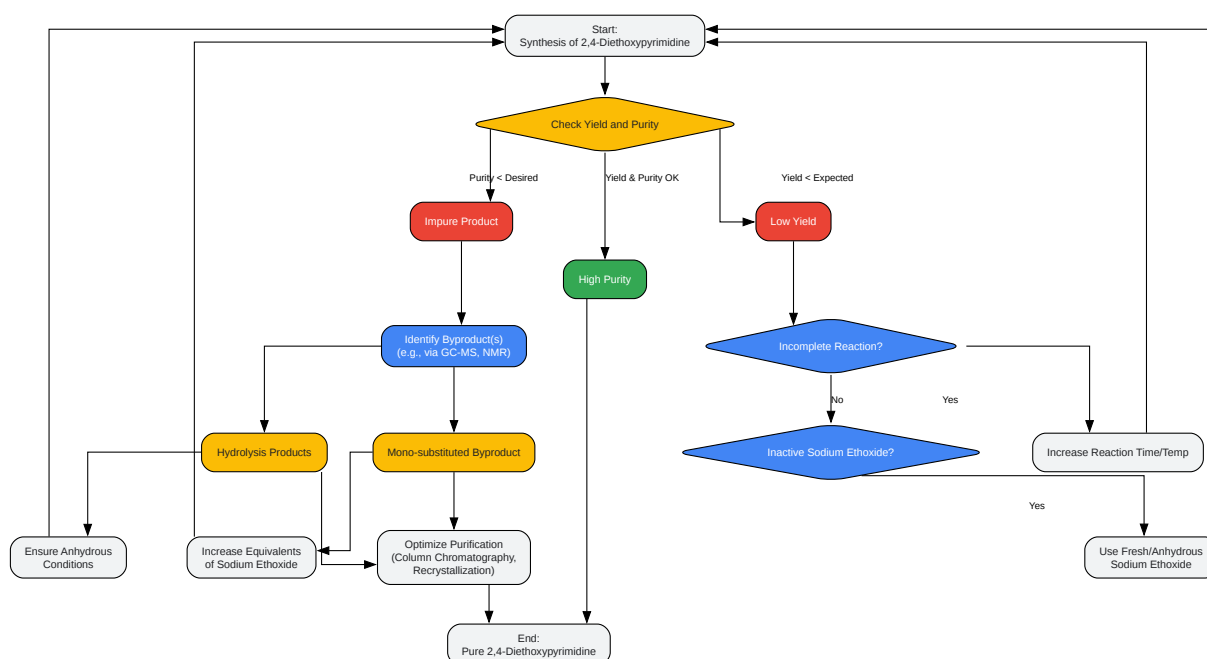 Start:
Synthesis of 2,4-Diethoxypyrimidine
Check Yield and Purity
Purity < Desired
Yield & Purity OK
Yield < Expected
Impure Product
Low Yield
High Purity
Identify Byproduct(s)
(e.g., via GC-MS, NMR)
Incomplete Reaction?
No
Yes
Hydrolysis Products
Mono-substituted Byproduct
Inactive Sodium Ethoxide?
Increase Reaction Time/Temp
Yes
Ensure Anhydrous
Conditions
Increase Equivalents
of Sodium Ethoxide
Optimize Purification
(Column Chromatography,
Recrystallization)
Use Fresh/Anhydrous
Sodium Ethoxide
End:
Pure 2,4-Diethoxypyrimidine